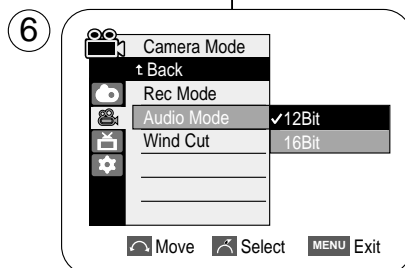 6
Camera Mode
Back
Rec Mode
Audio Mode ✓12Bit
16Bit
Wind Cut
Move Select MENU Exit